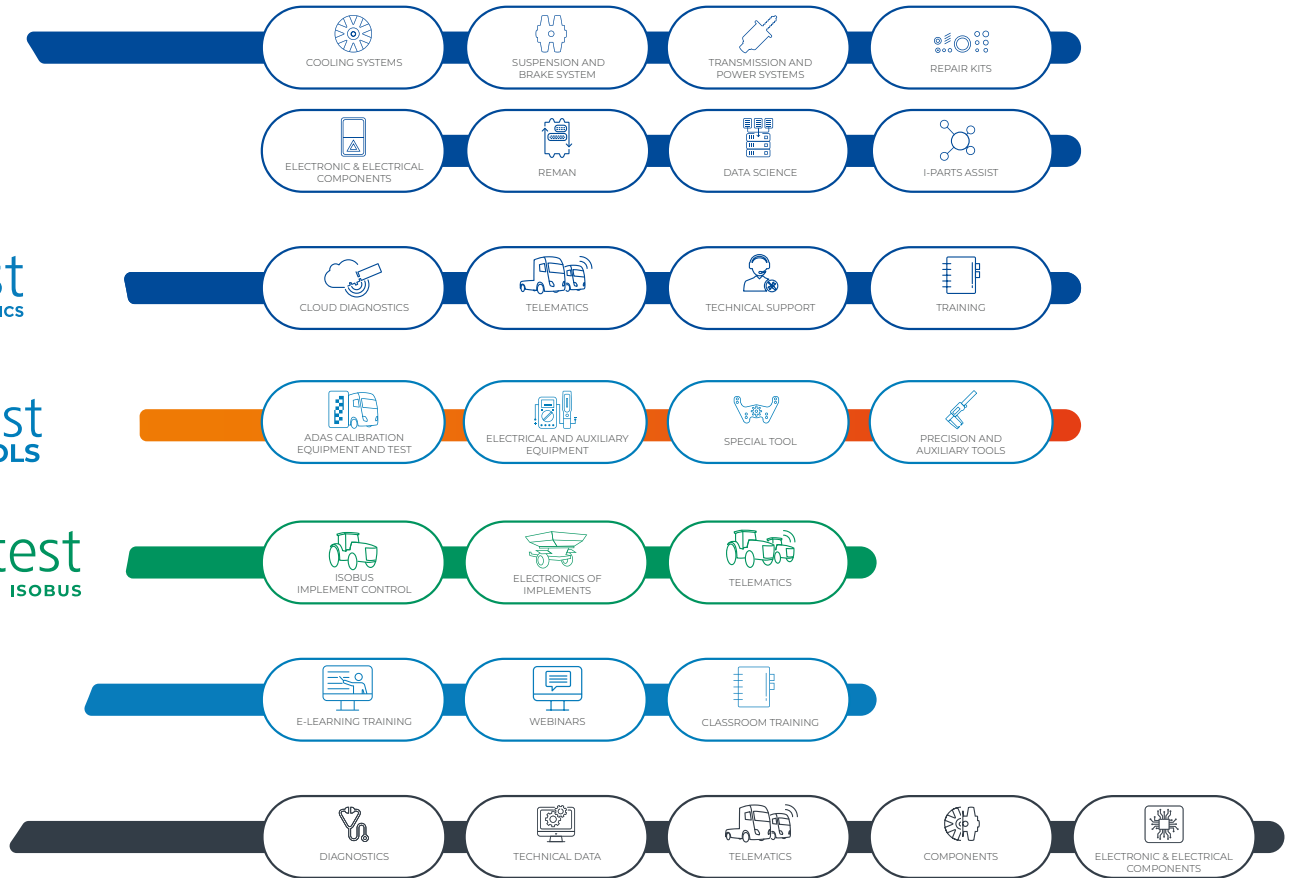 COOLING SYSTEMS
SUSPENSION AND
BRAKE SYSTEM
TRANSMISSION AND
POWER SYSTEMS
REPAIR KITS
ELECTRONIC & ELECTRICAL
COMPONENTS
REMAN
DATA SCIENCE
I-PARTS ASSIST
st
ICS
CLOUD DIAGNOSTICS
TELEMATICS
TECHNICAL SUPPORT
TRAINING
st
OLS
ADAS CALIBRATION
EQUIPMENT AND TEST
ELECTRICAL AND AUXILIARY
EQUIPMENT
SPECIAL TOOL
PRECISION AND
AUXILIARY TOOLS
test
ISOBUS
ISOBUS
IMPLEMENT CONTROL
ELECTRONICS OF
IMPLEMENTS
TELEMATICS
E-LEARNING TRAINING
WEBINARS
CLASSROOM TRAINING
DIAGNOSTICS
TECHNICAL DATA
TELEMATICS
COMPONENTS
ELECTRONIC & ELECTRICAL
COMPONENTS